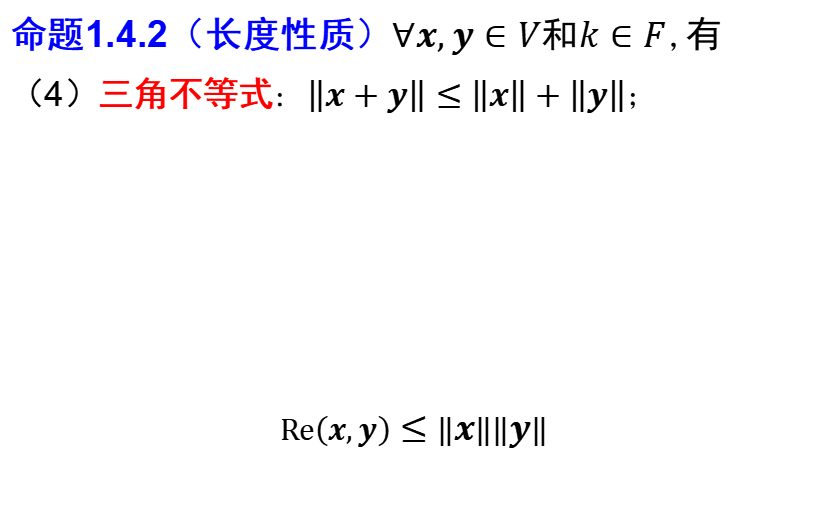 命题1.4.2（长度性质）∀x, y ∈ V和k ∈ F, 有
（4）三角不等式：‖x + y‖ ≤ ‖x‖ + ‖y‖；
Re(x, y) ≤ ‖x‖‖y‖